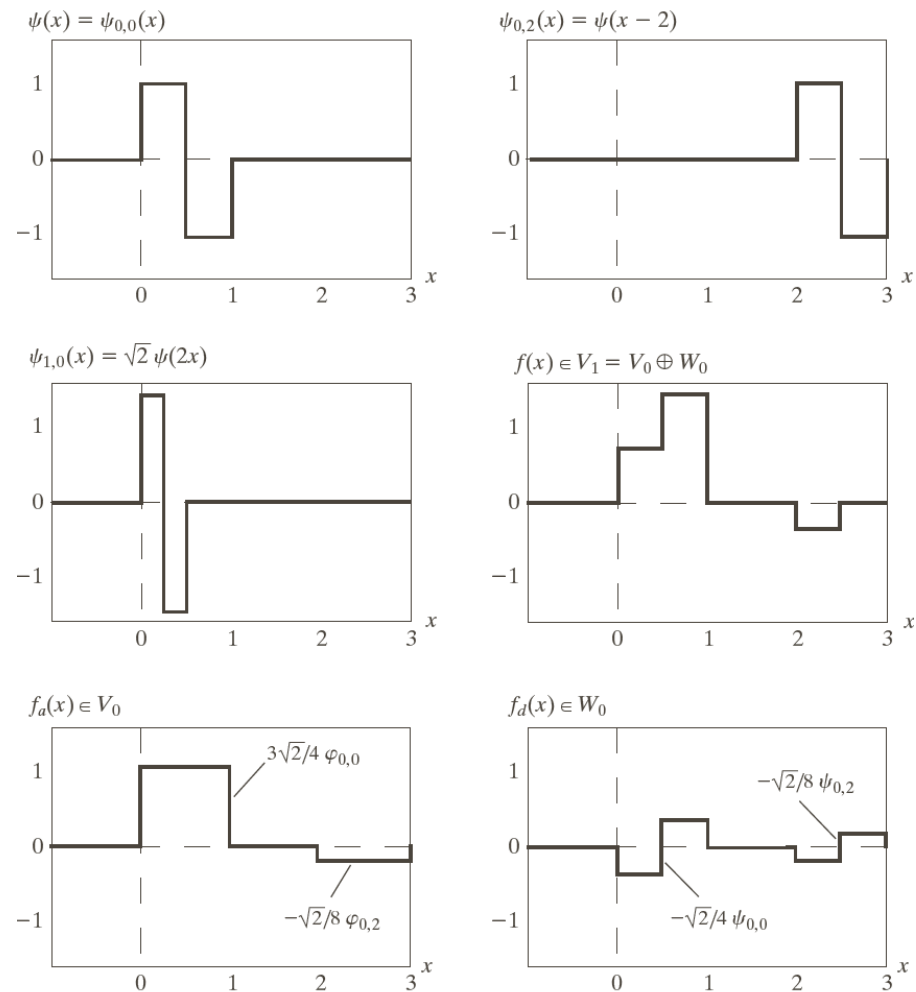 ψ(x) = ψ₀,₀(x)
1
0
−1
0 1 2 3
x
ψ₀,₂(x) = ψ(x − 2)
1
0
−1
0 1 2 3
x
ψ₁,₀(x) = √2 ψ(2x)
1
0
−1
0 1 2 3
x
f(x) ∈ V₁ = V₀ ⊕ W₀
1
0
−1
0 1 2 3
x
fₐ(x) ∈ V₀
1
0
−1
3√2/4 φ₀,₀
−√2/8 φ₀,₂
0 1 2 3
x
f_d(x) ∈ W₀
1
0
−1
−√2/8 ψ₀,₂
−√2/4 ψ₀,₀
0 1 2 3
x